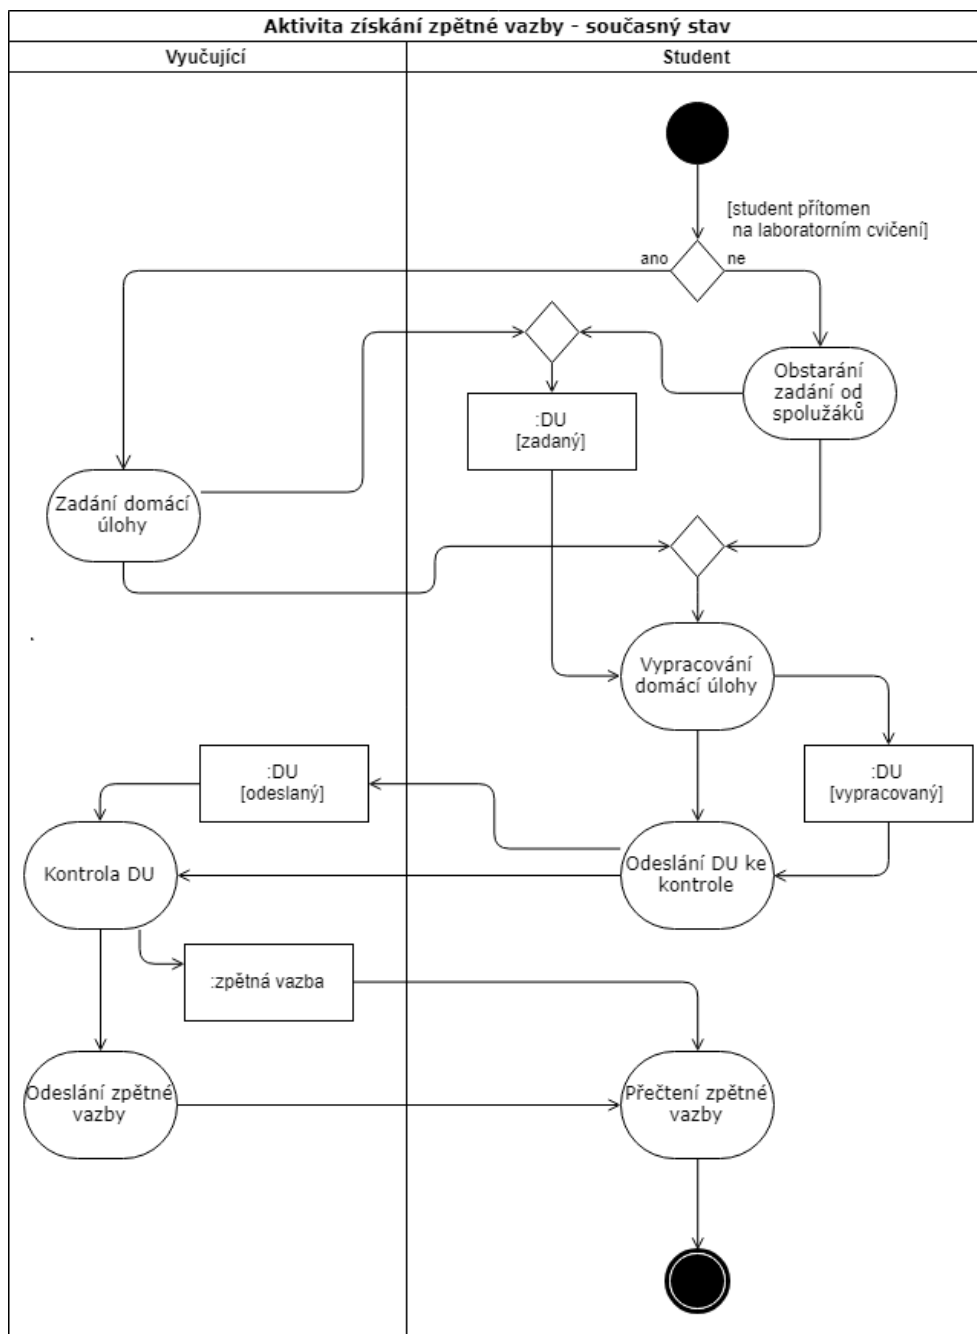 Aktivita získání zpětné vazby - současný stav
Vyučující
Student
[student přítomen
na laboratorním cvičení]
ano
ne
Obstarání
zadání od
spolužáků
:DU
[zadaný]
Zadání domácí
úlohy
Vypracování
domácí úlohy
:DU
[odeslaný]
:DU
[vypracovaný]
Kontrola DU
Odeslání DU ke
kontrole
:zpětná vazba
Odeslání zpětné
vazby
Přečtení zpětné
vazby